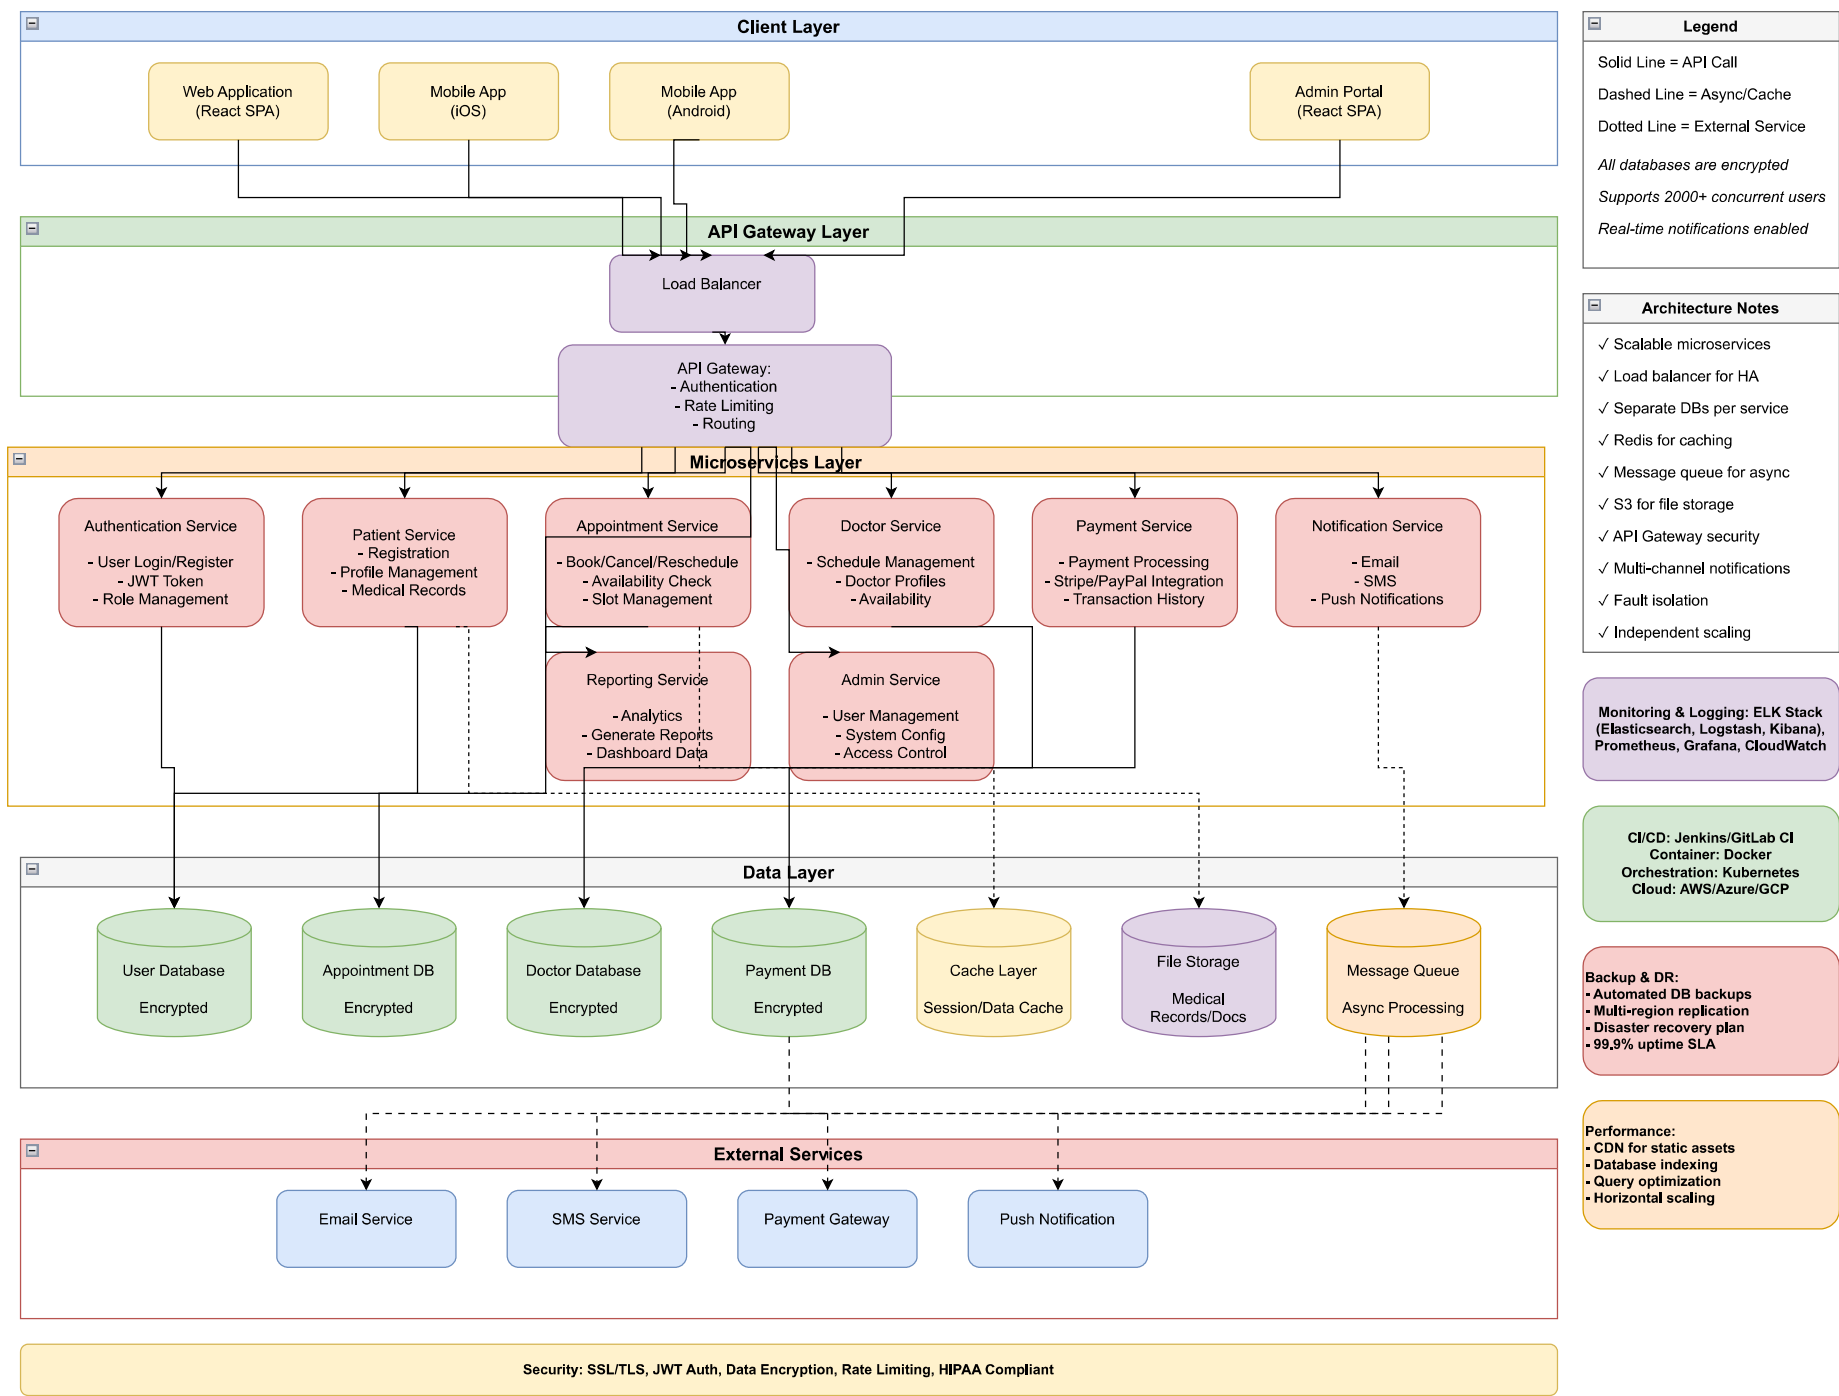 Client Layer
Web Application
(React SPA)
Mobile App
(iOS)
Mobile App
(Android)
Admin Portal
(React SPA)
API Gateway Layer
Load Balancer
API Gateway:
- Authentication
- Rate Limiting
- Routing
Microservices Layer
Authentication Service
- User Login/Register
- JWT Token
- Role Management
Patient Service
- Registration
- Profile Management
- Medical Records
Appointment Service
- Book/Cancel/Reschedule
- Availability Check
- Slot Management
Doctor Service
- Schedule Management
- Doctor Profiles
- Availability
Payment Service
- Payment Processing
- Stripe/PayPal Integration
- Transaction History
Notification Service
- Email
- SMS
- Push Notifications
Reporting Service
- Analytics
- Generate Reports
- Dashboard Data
Admin Service
- User Management
- System Config
- Access Control
Data Layer
User Database
Encrypted
Appointment DB
Encrypted
Doctor Database
Encrypted
Payment DB
Encrypted
Cache Layer
Session/Data Cache
File Storage
Medical
Records/Docs
Message Queue
Async Processing
External Services
Email Service
SMS Service
Payment Gateway
Push Notification
Security: SSL/TLS, JWT Auth, Data Encryption, Rate Limiting, HIPAA Compliant
Legend
Solid Line = API Call
Dashed Line = Async/Cache
Dotted Line = External Service
All databases are encrypted
Supports 2000+ concurrent users
Real-time notifications enabled
Architecture Notes
✓ Scalable microservices
✓ Load balancer for HA
✓ Separate DBs per service
✓ Redis for caching
✓ Message queue for async
✓ S3 for file storage
✓ API Gateway security
✓ Multi-channel notifications
✓ Fault isolation
✓ Independent scaling
Monitoring & Logging: ELK Stack
(Elasticsearch, Logstash, Kibana),
Prometheus, Grafana, CloudWatch
CI/CD: Jenkins/GitLab CI
Container: Docker
Orchestration: Kubernetes
Cloud: AWS/Azure/GCP
Backup & DR:
- Automated DB backups
- Multi-region replication
- Disaster recovery plan
- 99.9% uptime SLA
Performance:
- CDN for static assets
- Database indexing
- Query optimization
- Horizontal scaling